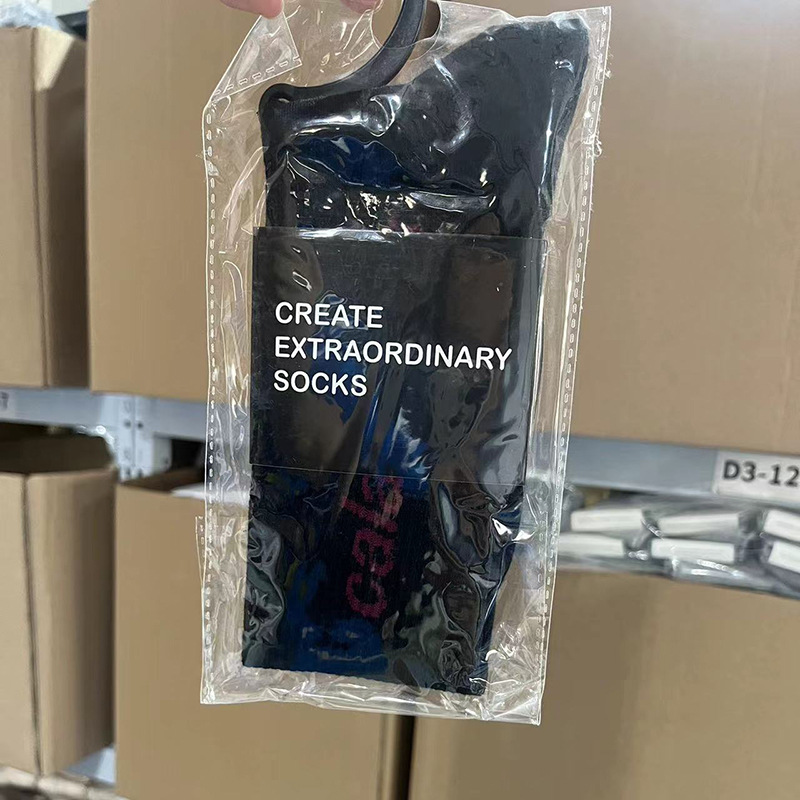 CREATE
EXTRAORDINARY
SOCKS
D3-12